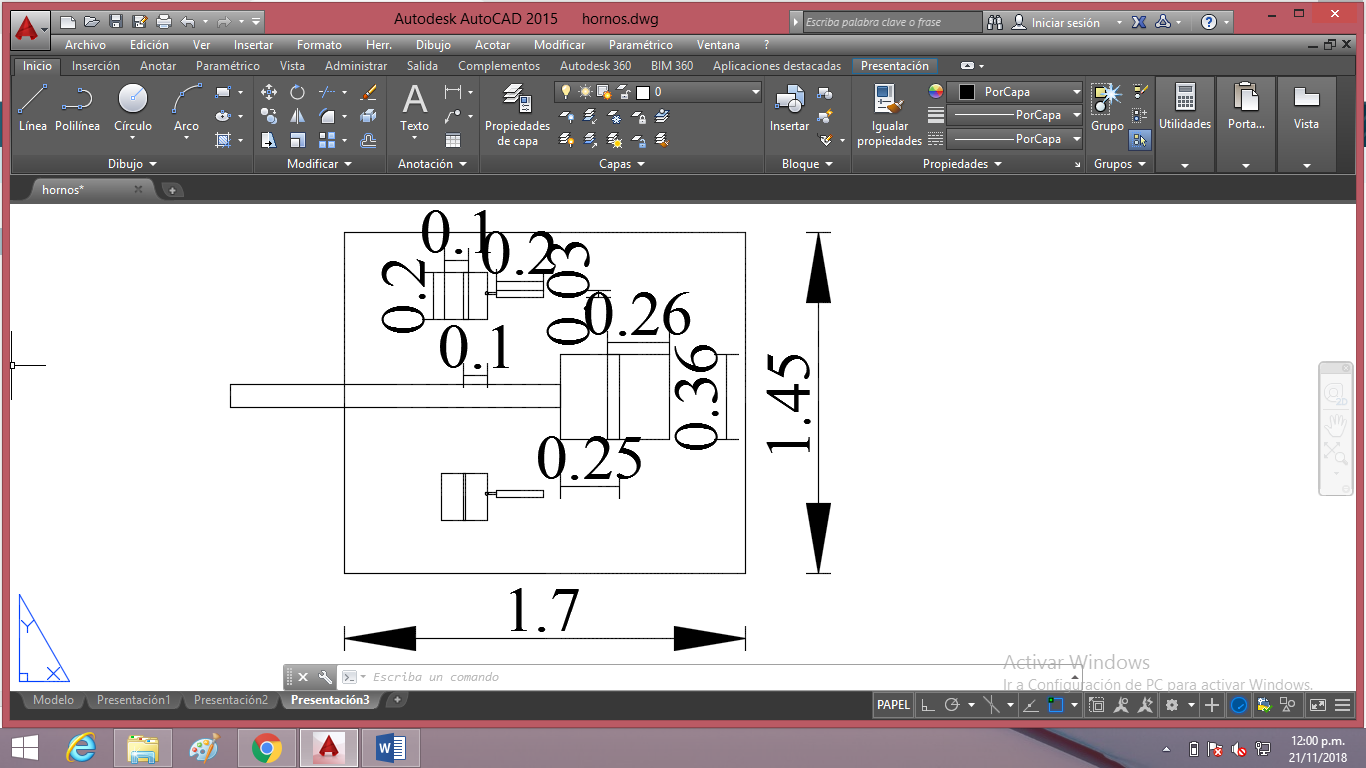 Autodesk AutoCAD 2015 hornos.dwg
Escriba palabra clave o frase
Iniciar sesión
Archivo Edición Ver Insertar Formato Herr. Dibujo Acotar Modificar Paramétrico Ventana ?
Inicio Inserción Anotar Paramétrico Vista Administrar Salida Complementos Autodesk 360 BIM 360 Aplicaciones destacadas Presentación
0 PorCapa
PorCapa
PorCapa
Línea Polilínea Círculo Arco Texto Propiedades de capa Insertar Igualar propiedades Grupo Utilidades Porta... Vista
Dibujo Modificar Anotación Capas Bloque Propiedades Grupos
hornos*
0.1
0.2
0.03
0.2
0.26
0.1
0.36
1.45
0.25
1.7
Y
X
Escriba un comando
Activar Windows
Ir a Configuración de PC para activar Windows.
Modelo Presentación1 Presentación2 Presentación3
PAPEL
12:00 p.m.
21/11/2018